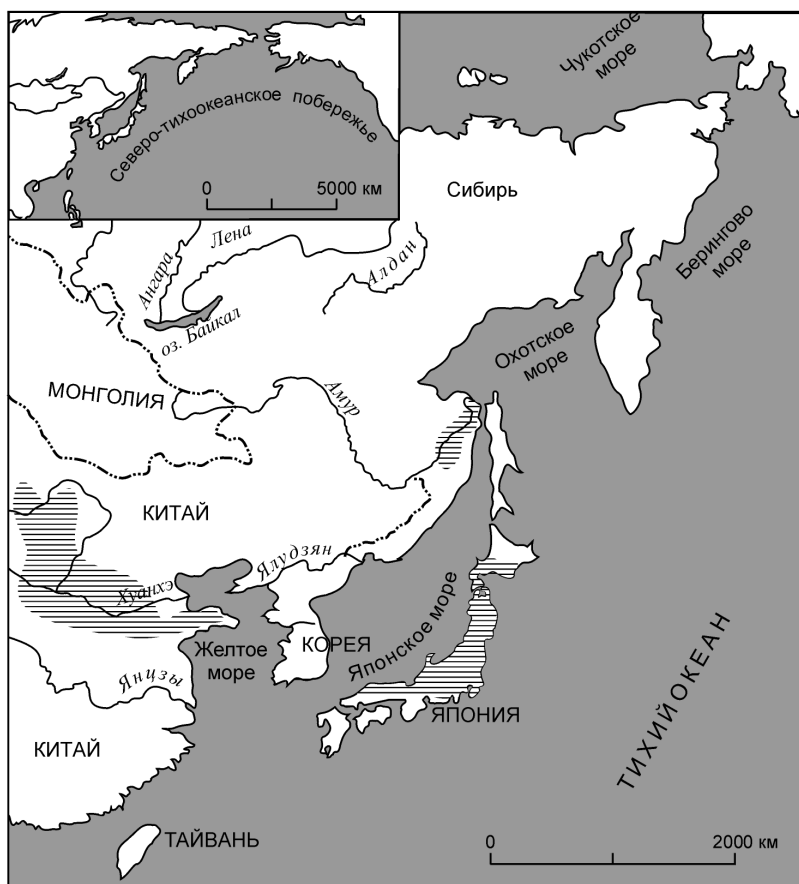 Северо-тихоокеанское побережье
0 5000 км
Чукотское
море
Сибирь
Берингово
море
Лена
Ангара
Алдан
оз. Байкал
Охотское
море
МОНГОЛИЯ
Амур
КИТАЙ
Ялудзян
Хуанхэ
Японское море
Желтое
море
КОРЕЯ
Янцзы
ЯПОНИЯ
КИТАЙ
ТИХИЙ ОКЕАН
ТАЙВАНЬ
0 2000 км